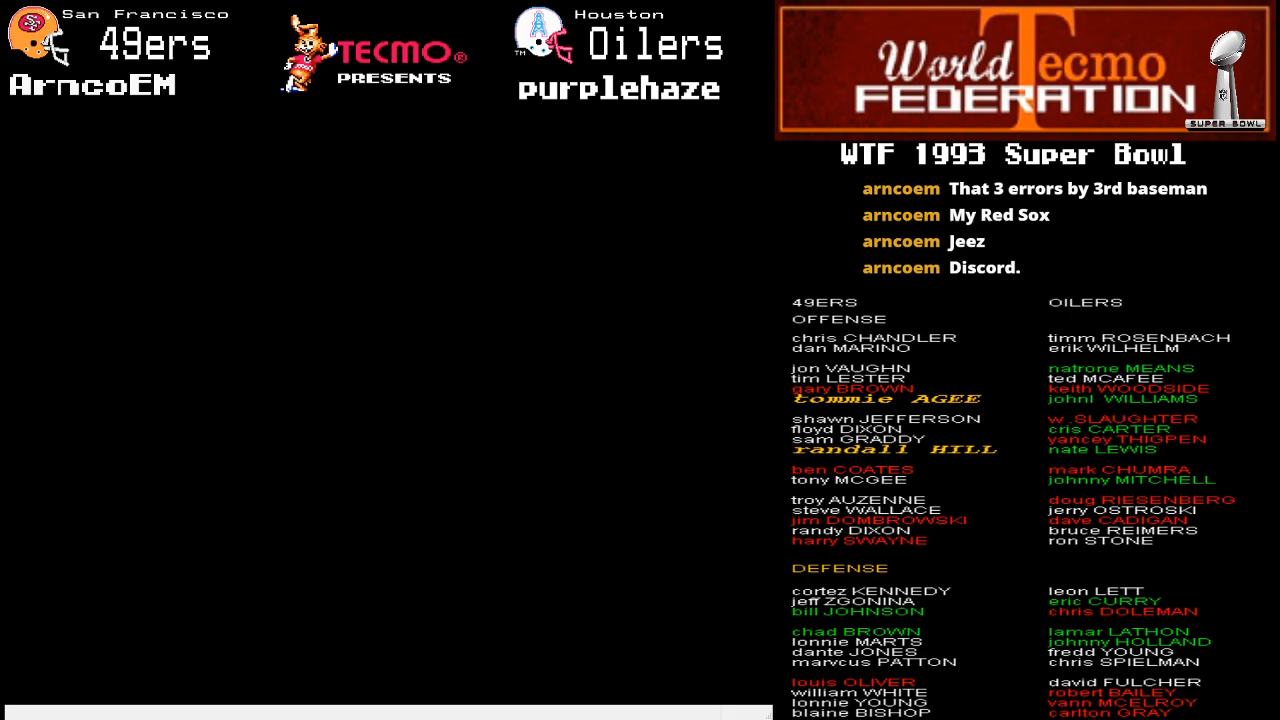 San Francisco
49ers
ArncoEM
TECMO®
PRESENTS
Houston
Oilers
TM
purplehaze
World Tecmo
FEDERATION
SUPER BOWL
WTF 1993 Super Bowl
arncoem That 3 errors by 3rd baseman
arncoem My Red Sox
arncoem Jeez
arncoem Discord.
49ERS
OFFENSE
chris CHANDLER
dan MARINO
jon VAUGHN
tim LESTER
gary BROWN
tommie AGEE
shawn JEFFERSON
floyd DIXON
sam GRADDY
randall HILL
ben COATES
tony MCGEE
troy AUZENNE
steve WALLACE
jim DOMBROWSKI
randy DIXON
harry SWAYNE
DEFENSE
cortez KENNEDY
jeff ZGONINA
bill JOHNSON
chad BROWN
lonnie MARTS
dante JONES
marvcus PATTON
louis OLIVER
william WHITE
lonnie YOUNG
blaine BISHOP
OILERS
timm ROSENBACH
erik WILHELM
natrone MEANS
ted MCAFEE
keith WOODSIDE
johnl WILLIAMS
w .SLAUGHTER
cris CARTER
yancey THIGPEN
nate LEWIS
mark CHUMRA
johnny MITCHELL
doug RIESENBERG
jerry OSTROSKI
dave CADIGAN
bruce REIMERS
ron STONE
leon LETT
eric CURRY
chris DOLEMAN
lamar LATHON
johnny HOLLAND
fredd YOUNG
chris SPIELMAN
david FULCHER
robert BAILEY
vann MCELROY
carlton GRAY